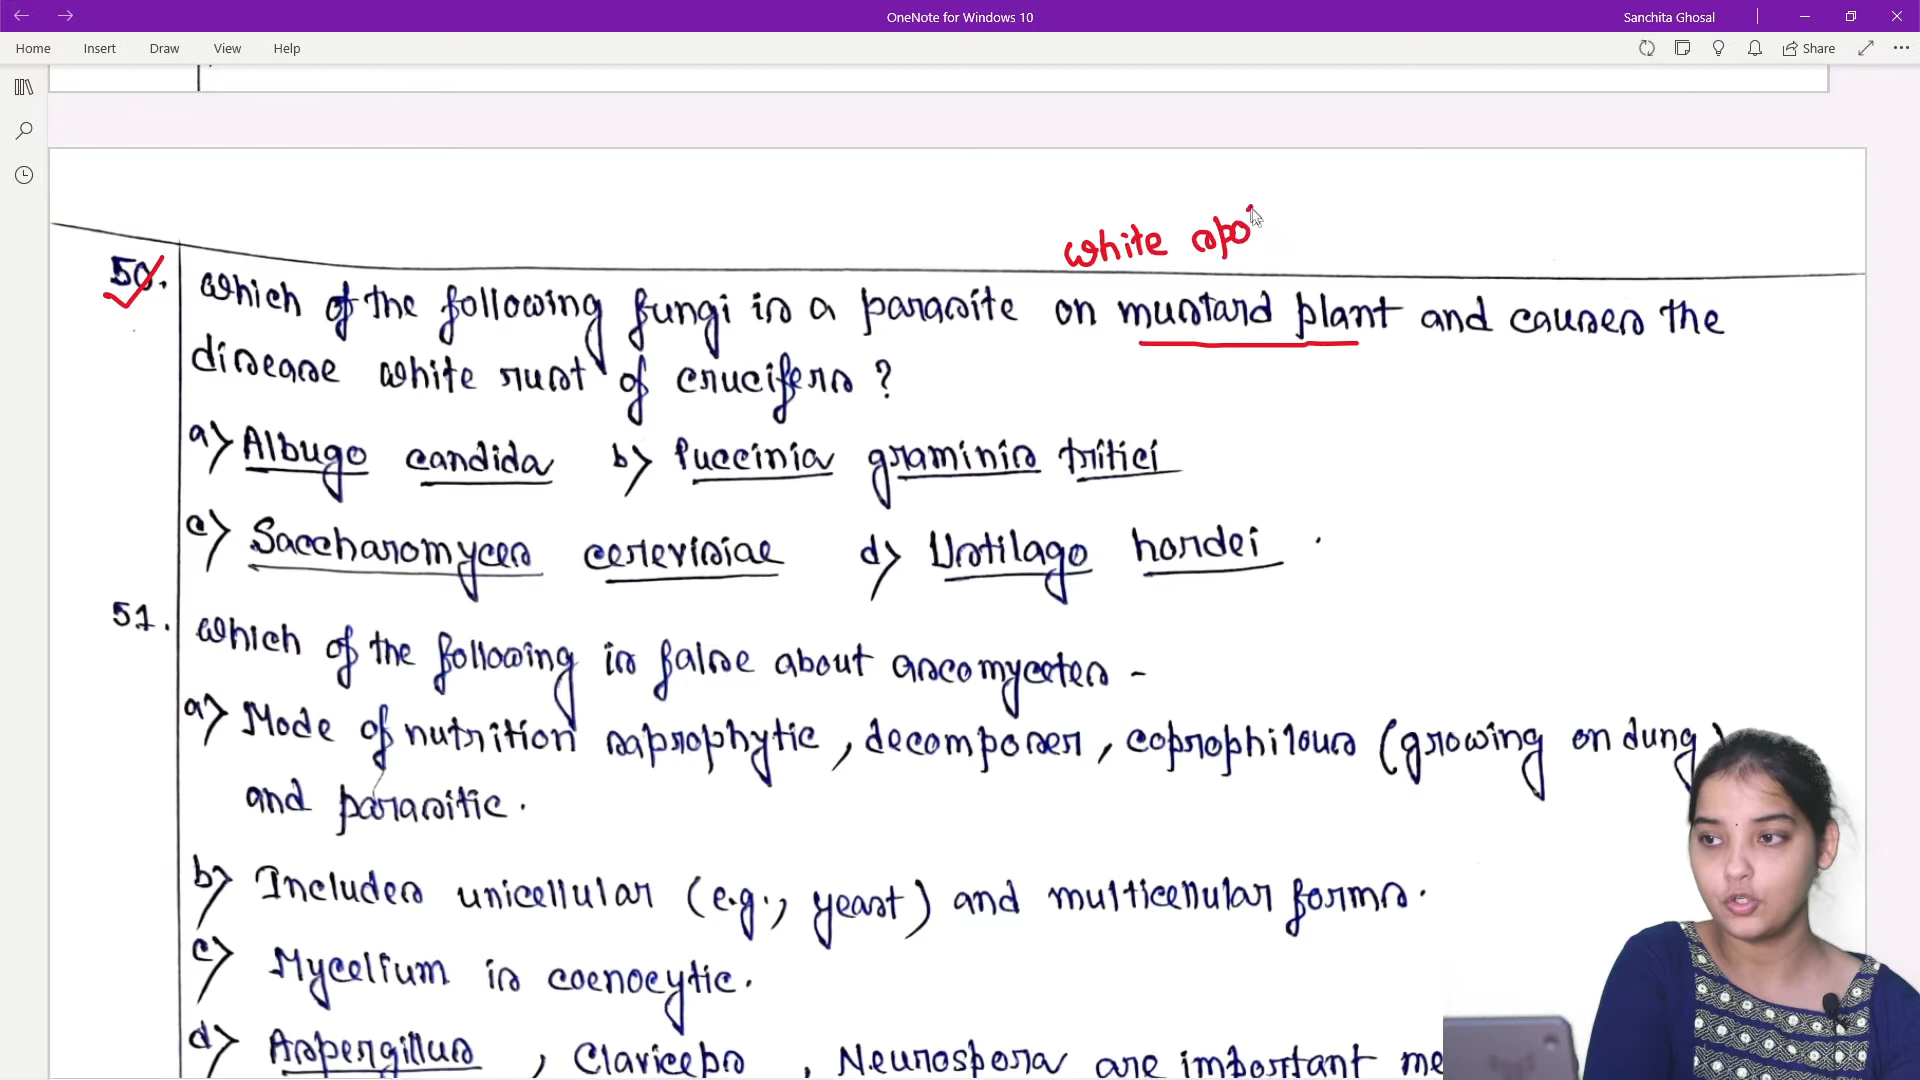 OneNote for Windows 10
Sanchita Ghosal
Home Insert Draw View Help
Share
white spo
50. Which of the following fungi is a parasite on mustard plant and causes the
disease white rust of crucifers ?
a) Albugo candida b) Puccinia graminis tritici
c) Saccharomyces cerevisiae d) Ustilago hordei .
51. Which of the following is false about ascomycetes -
a) Mode of nutrition saprophytic , decomposer , coprophilous (growing on dung)
and parasitic .
b) Includes unicellular (e.g., yeast) and multicellular forms .
c) Mycelium is coenocytic .
d) Aspergillus , Claviceps , Neurospora are important me